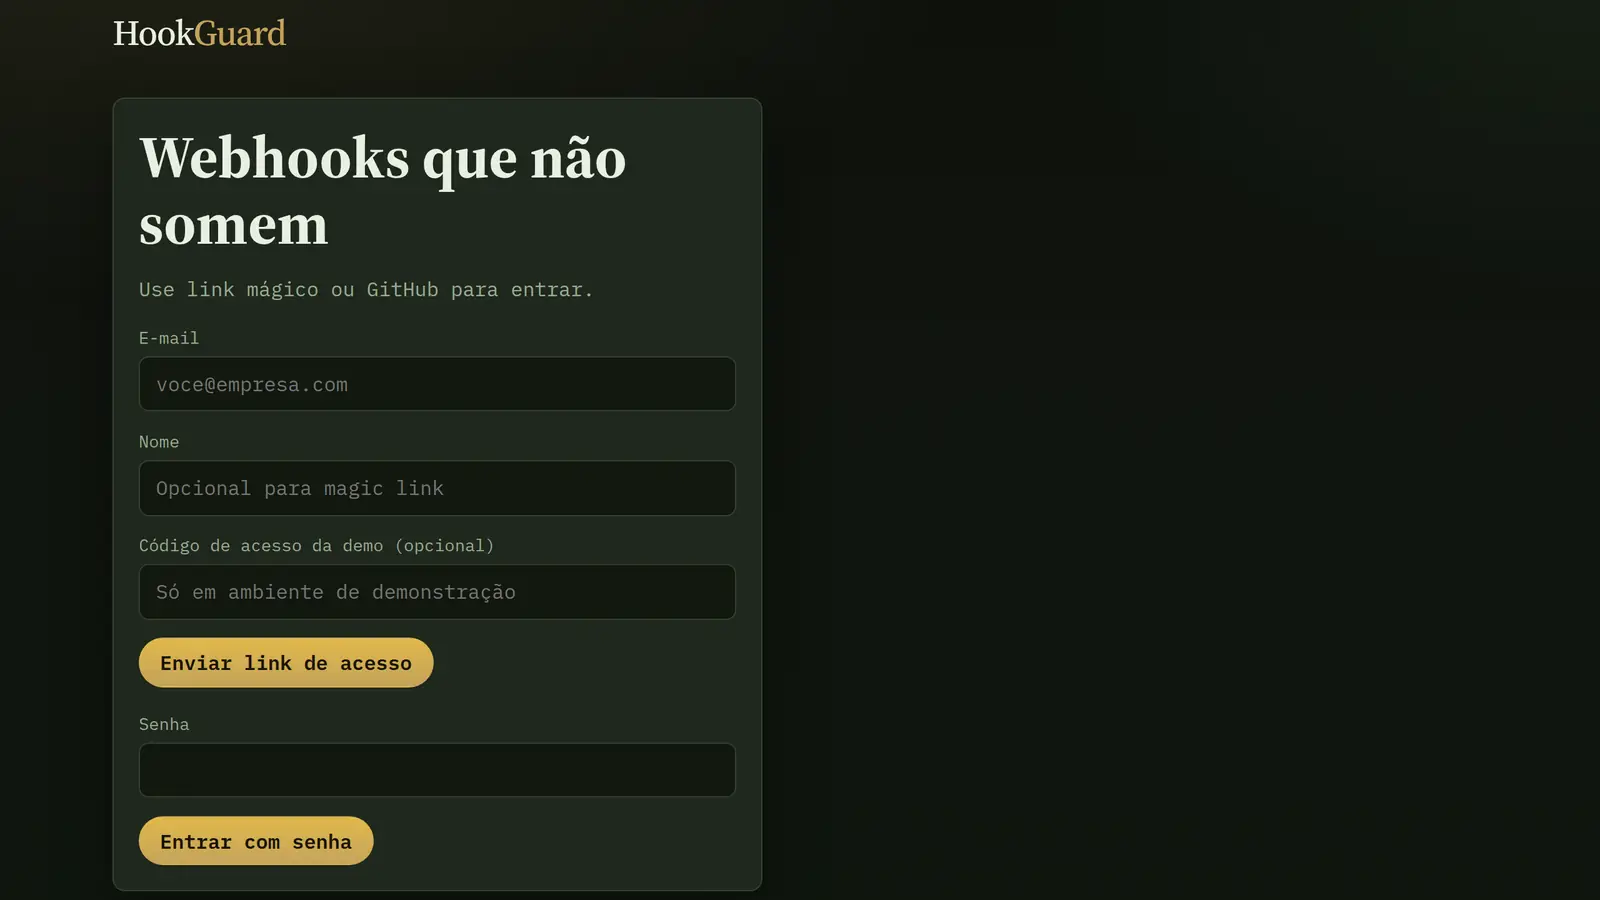 HookGuard
Webhooks que não
somem
Use link mágico ou GitHub para entrar.
E-mail
voce@empresa.com
Nome
Opcional para magic link
Código de acesso da demo (opcional)
Só em ambiente de demonstração
Enviar link de acesso
Senha
Entrar com senha